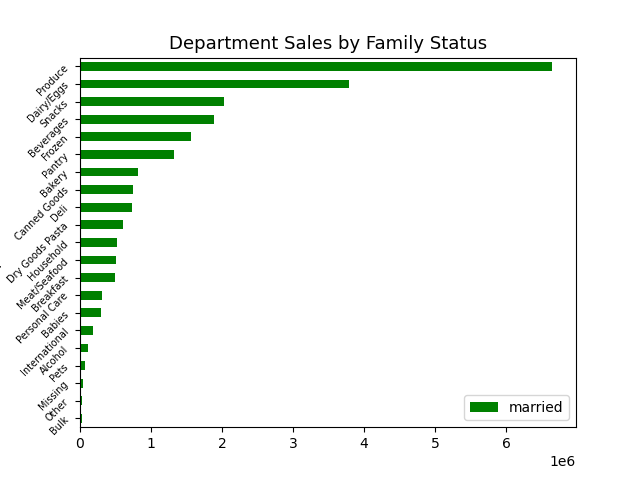 Department Sales by Family Status
Produce
Dairy/Eggs
Snacks
Beverages
Frozen
Pantry
Bakery
Canned Goods
Deli
Dry Goods Pasta
Household
Meat/Seafood
Breakfast
Personal Care
Babies
International
Alcohol
Pets
Missing
Other
Bulk
married
0 1 2 3 4 5 6
1e6